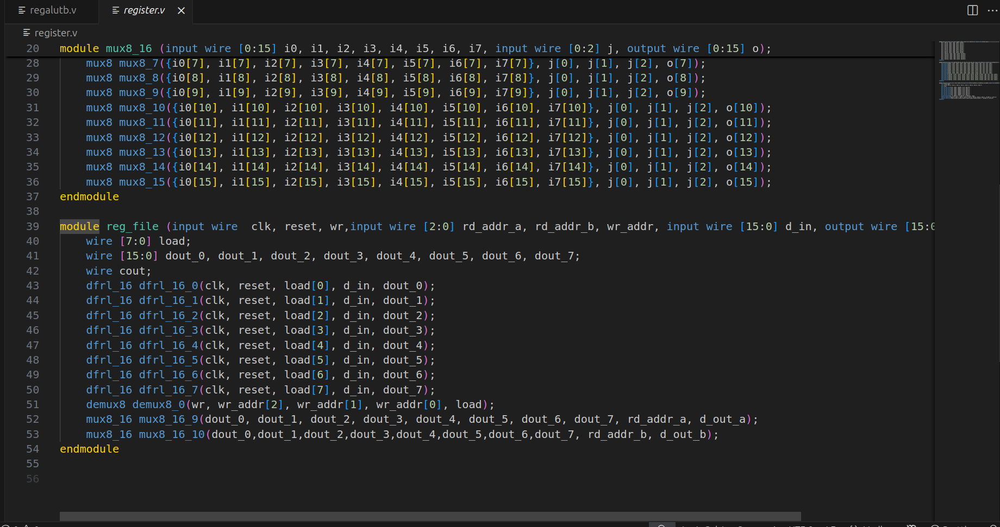 regalutb.v register.v
register.v
20 module mux8_16 (input wire [0:15] i0, i1, i2, i3, i4, i5, i6, i7, input wire [0:2] j, output wire [0:15] o);
28 mux8 mux8_7({i0[7], i1[7], i2[7], i3[7], i4[7], i5[7], i6[7], i7[7]}, j[0], j[1], j[2], o[7]);
29 mux8 mux8_8({i0[8], i1[8], i2[8], i3[8], i4[8], i5[8], i6[8], i7[8]}, j[0], j[1], j[2], o[8]);
30 mux8 mux8_9({i0[9], i1[9], i2[9], i3[9], i4[9], i5[9], i6[9], i7[9]}, j[0], j[1], j[2], o[9]);
31 mux8 mux8_10({i0[10], i1[10], i2[10], i3[10], i4[10], i5[10], i6[10], i7[10]}, j[0], j[1], j[2], o[10]);
32 mux8 mux8_11({i0[11], i1[11], i2[11], i3[11], i4[11], i5[11], i6[11], i7[11]}, j[0], j[1], j[2], o[11]);
33 mux8 mux8_12({i0[12], i1[12], i2[12], i3[12], i4[12], i5[12], i6[12], i7[12]}, j[0], j[1], j[2], o[12]);
34 mux8 mux8_13({i0[13], i1[13], i2[13], i3[13], i4[13], i5[13], i6[13], i7[13]}, j[0], j[1], j[2], o[13]);
35 mux8 mux8_14({i0[14], i1[14], i2[14], i3[14], i4[14], i5[14], i6[14], i7[14]}, j[0], j[1], j[2], o[14]);
36 mux8 mux8_15({i0[15], i1[15], i2[15], i3[15], i4[15], i5[15], i6[15], i7[15]}, j[0], j[1], j[2], o[15]);
37 endmodule
38
39 module reg_file (input wire  clk, reset, wr,input wire [2:0] rd_addr_a, rd_addr_b, wr_addr, input wire [15:0] d_in, output wire [15:0
40 wire [7:0] load;
41 wire [15:0] dout_0, dout_1, dout_2, dout_3, dout_4, dout_5, dout_6, dout_7;
42 wire cout;
43 dfrl_16 dfrl_16_0(clk, reset, load[0], d_in, dout_0);
44 dfrl_16 dfrl_16_1(clk, reset, load[1], d_in, dout_1);
45 dfrl_16 dfrl_16_2(clk, reset, load[2], d_in, dout_2);
46 dfrl_16 dfrl_16_3(clk, reset, load[3], d_in, dout_3);
47 dfrl_16 dfrl_16_4(clk, reset, load[4], d_in, dout_4);
48 dfrl_16 dfrl_16_5(clk, reset, load[5], d_in, dout_5);
49 dfrl_16 dfrl_16_6(clk, reset, load[6], d_in, dout_6);
50 dfrl_16 dfrl_16_7(clk, reset, load[7], d_in, dout_7);
51 demux8 demux8_0(wr, wr_addr[2], wr_addr[1], wr_addr[0], load);
52 mux8_16 mux8_16_9(dout_0, dout_1, dout_2, dout_3, dout_4, dout_5, dout_6, dout_7, rd_addr_a, d_out_a);
53 mux8_16 mux8_16_10(dout_0,dout_1,dout_2,dout_3,dout_4,dout_5,dout_6,dout_7, rd_addr_b, d_out_b);
54 endmodule
55
56